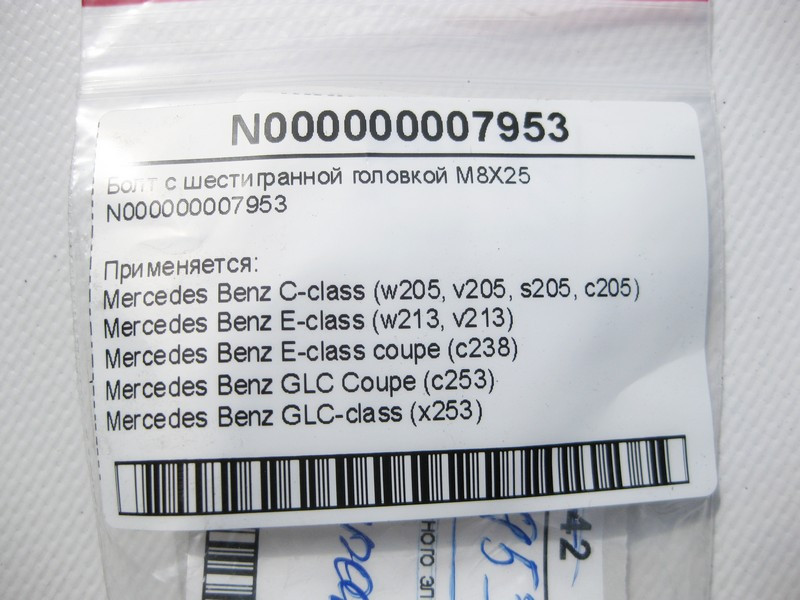 N000000007953
Болт с шестигранной головкой M8X25
N000000007953
Применяется:
Mercedes Benz C-class (w205, v205, s205, c205)
Mercedes Benz E-class (w213, v213)
Mercedes Benz E-class coupe (c238)
Mercedes Benz GLC Coupe (c253)
Mercedes Benz GLC-class (x253)
42